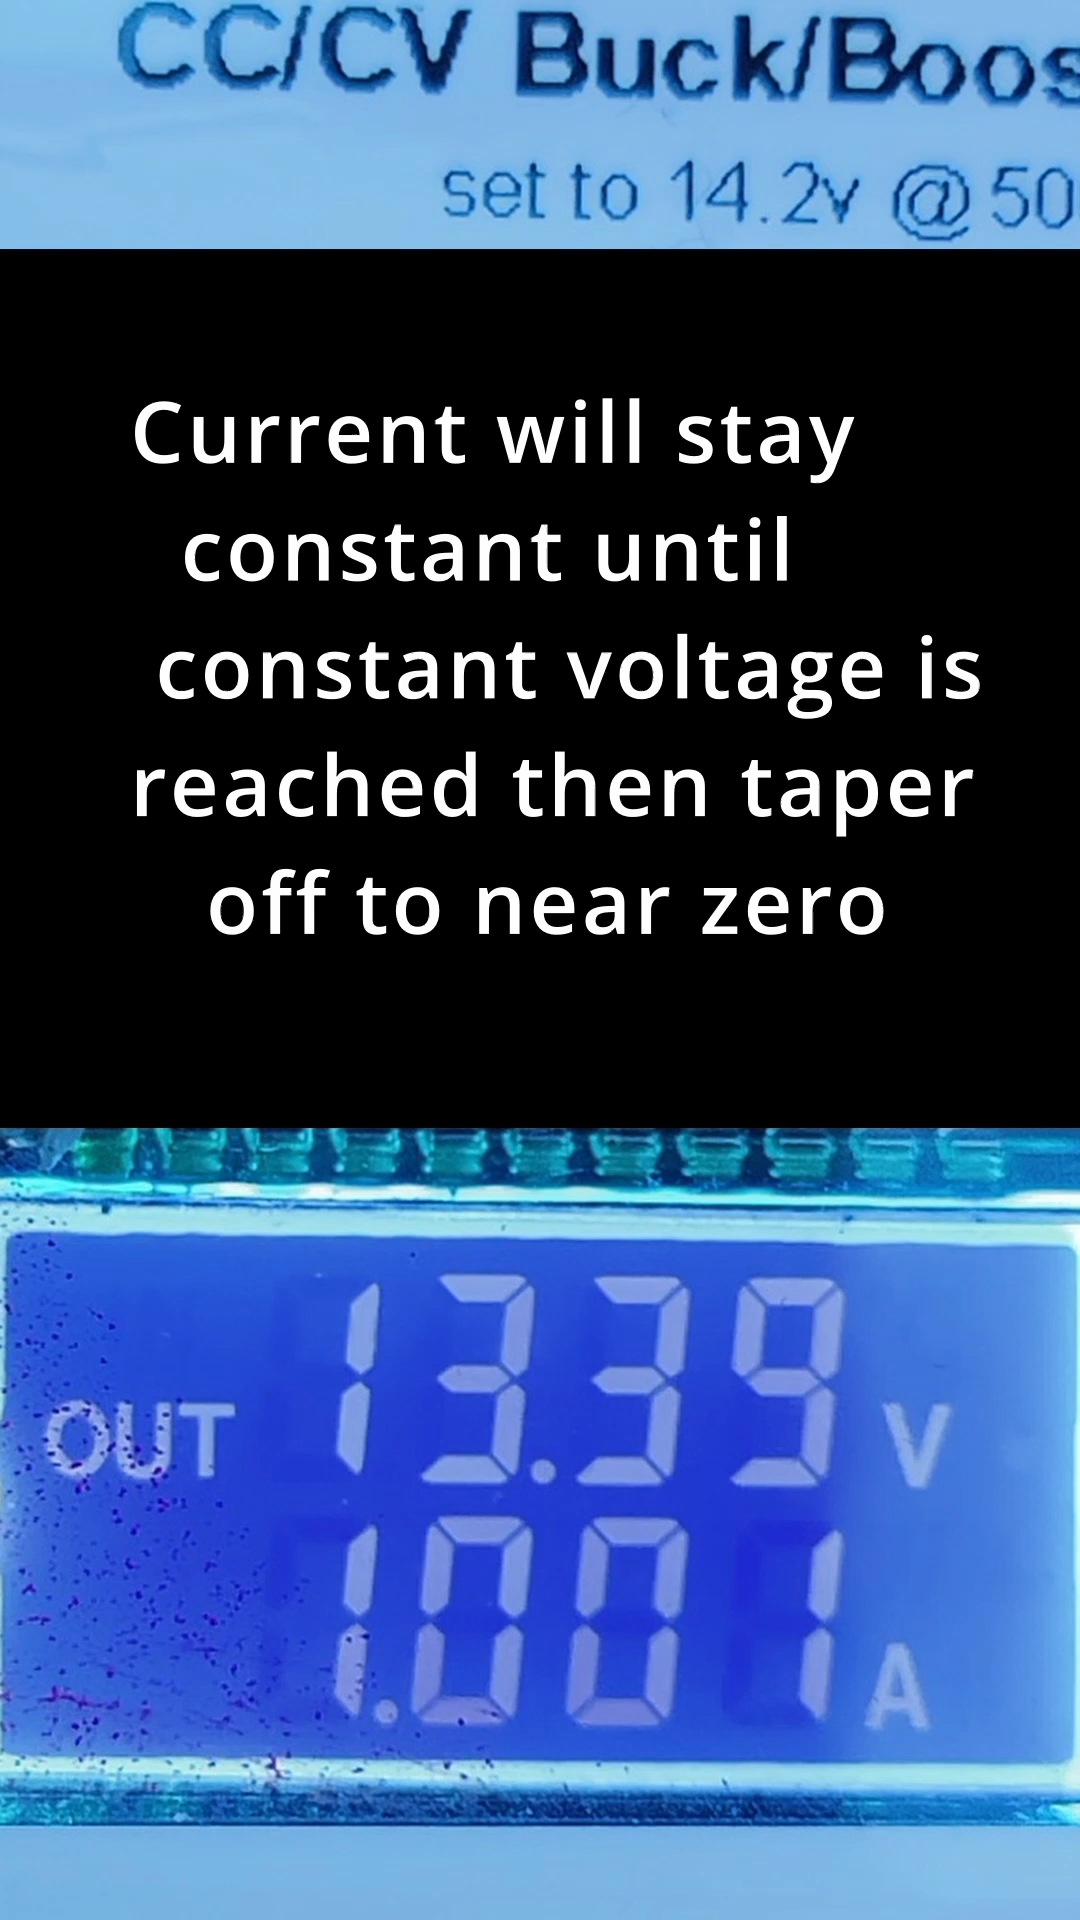 CC/CV Buck/Boos
set to 14.2v @ 50
Current will stay
constant until
constant voltage is
reached then taper
off to near zero
13.39 V
OUT
1.001 A